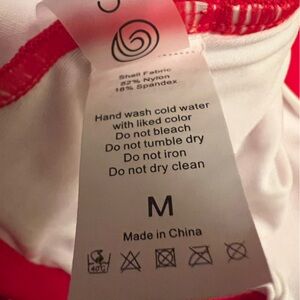 Shell Fabric
82% Nylon
18% Spandex
Hand wash cold water
with liked color
Do not bleach
Do not tumble dry
Do not iron
Do not dry clean
M
Made in China
40℃